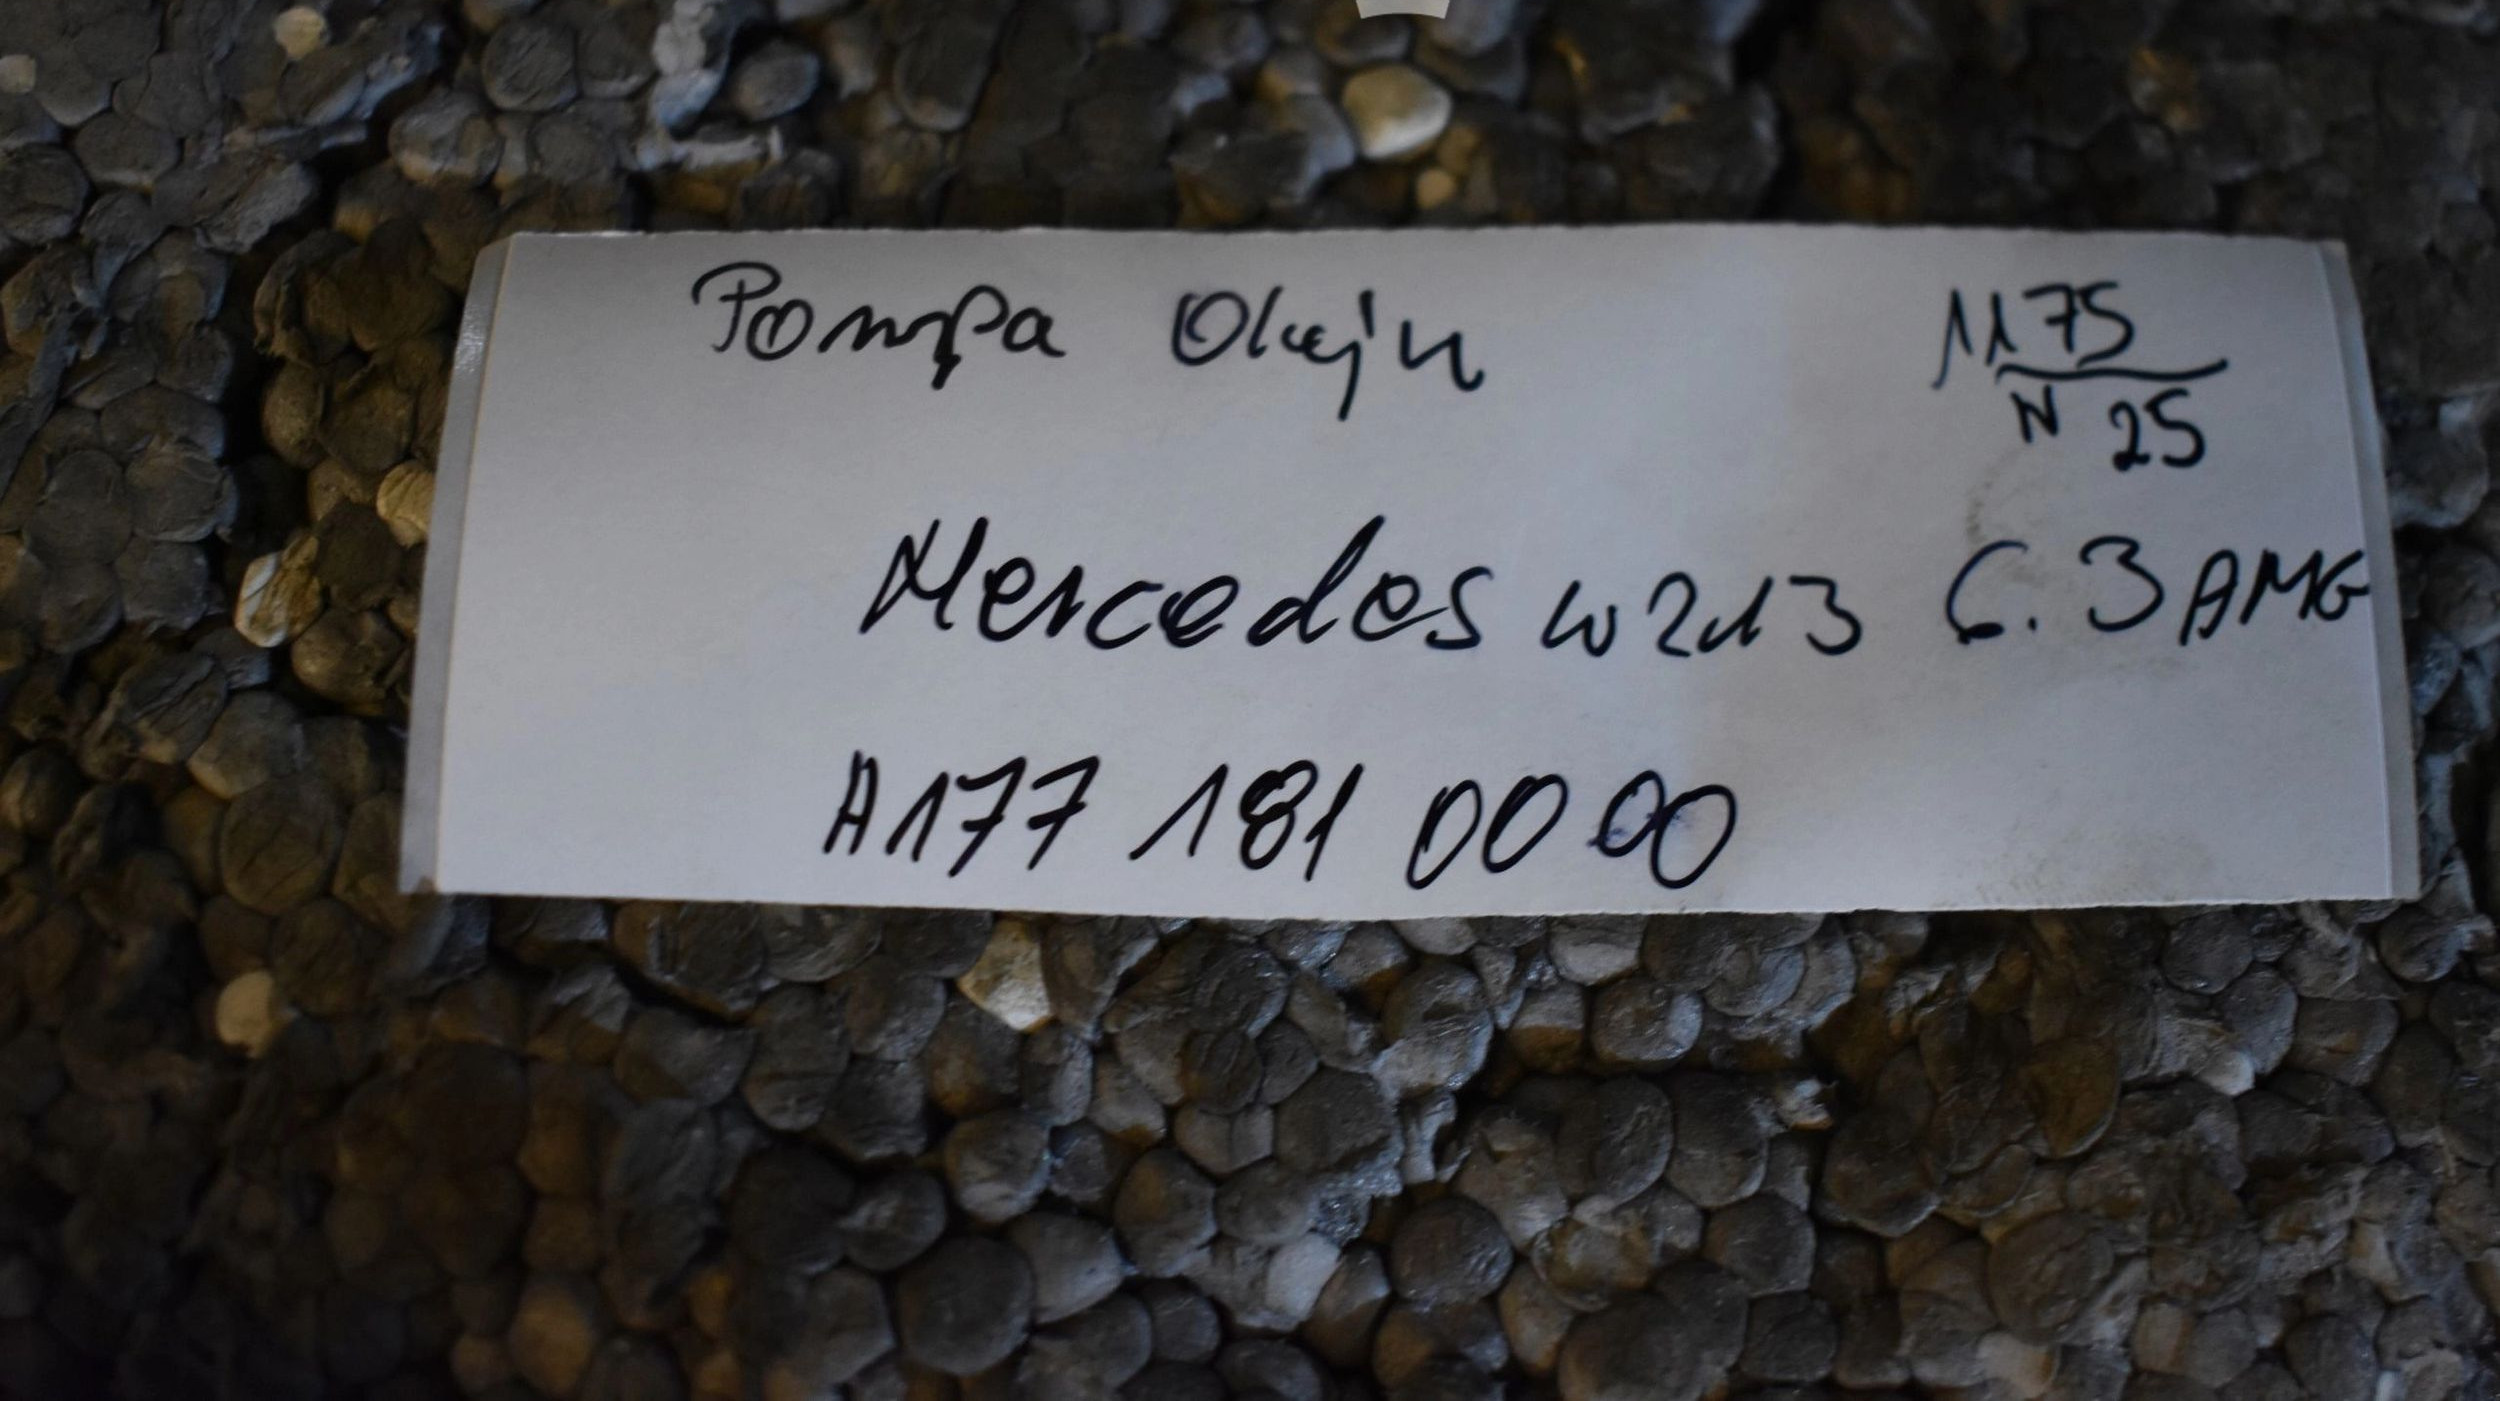 Pompa Oleju
1175
N 25
Mercedes w213 6.3 AMG
A177 181 00 00